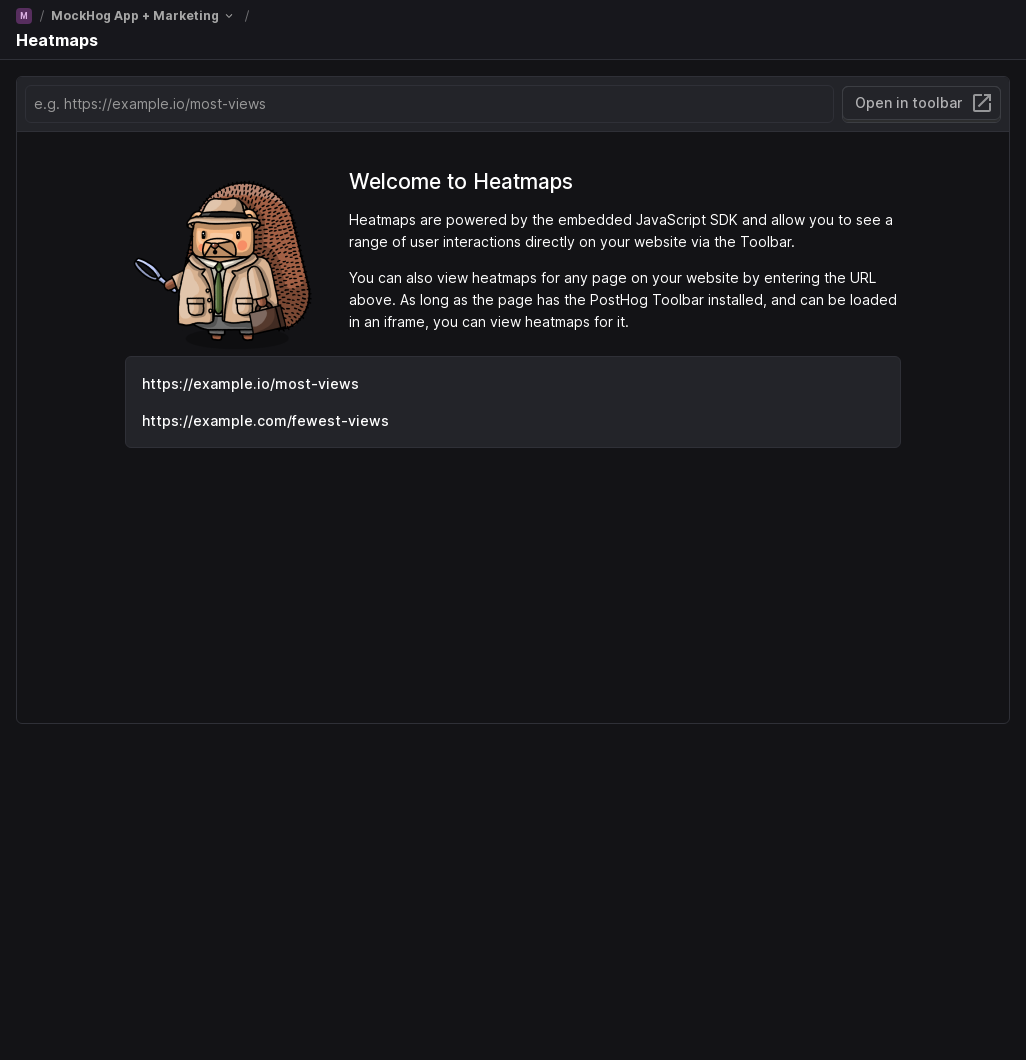 M / MockHog App + Marketing /
Heatmaps
e.g. https://example.io/most-views
Open in toolbar
Welcome to Heatmaps
Heatmaps are powered by the embedded JavaScript SDK and allow you to see a
range of user interactions directly on your website via the Toolbar.
You can also view heatmaps for any page on your website by entering the URL
above. As long as the page has the PostHog Toolbar installed, and can be loaded
in an iframe, you can view heatmaps for it.
https://example.io/most-views
https://example.com/fewest-views